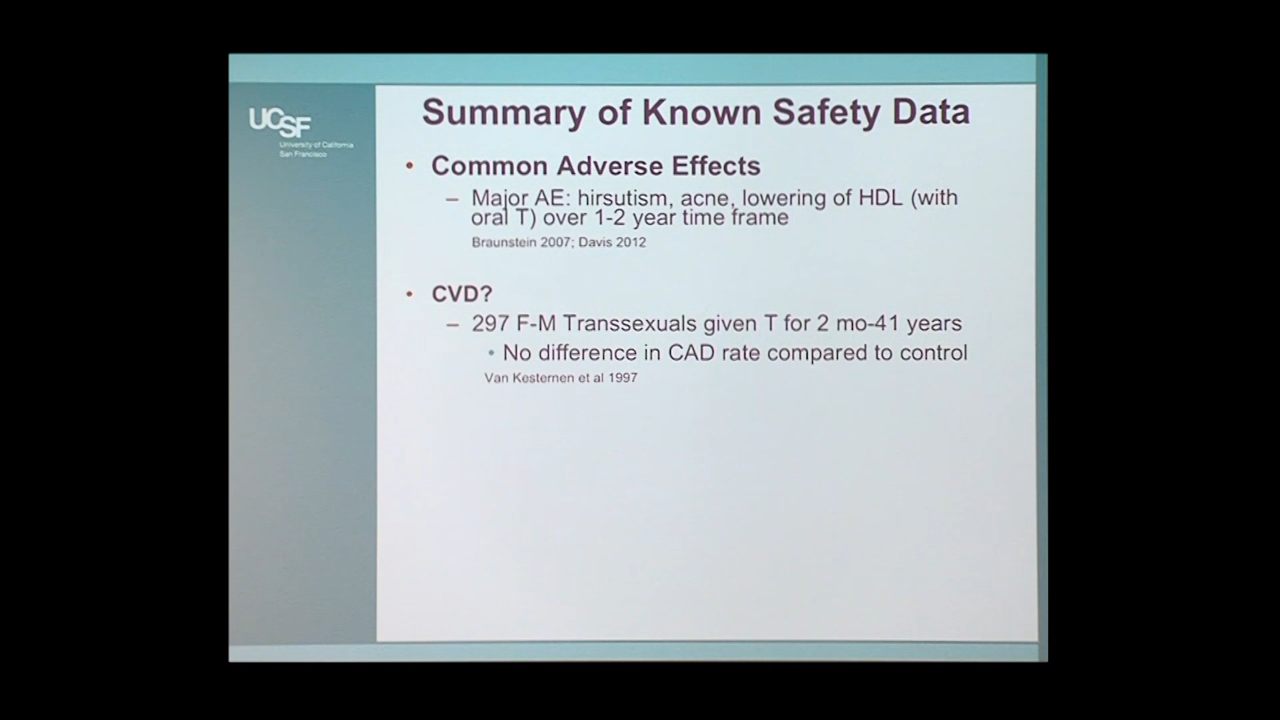 UCSF
University of California
San Francisco
Summary of Known Safety Data
• Common Adverse Effects
– Major AE: hirsutism, acne, lowering of HDL (with
oral T) over 1-2 year time frame
Braunstein 2007; Davis 2012
• CVD?
– 297 F-M Transsexuals given T for 2 mo-41 years
• No difference in CAD rate compared to control
Van Kesternen et al 1997